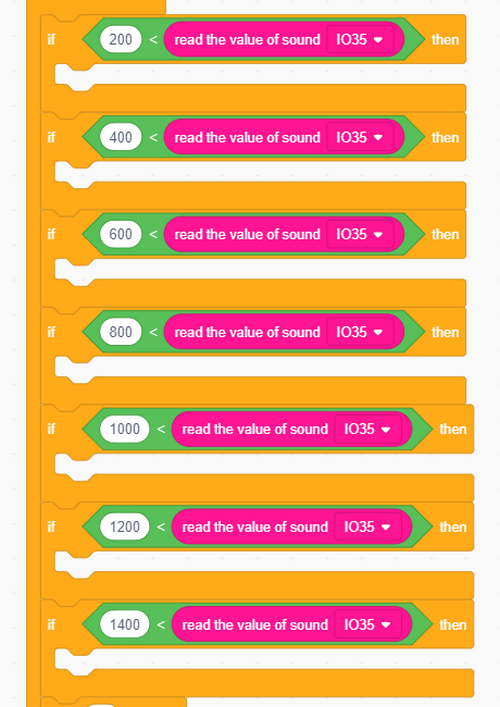 if 200 < read the value of sound IO35 then
if 400 < read the value of sound IO35 then
if 600 < read the value of sound IO35 then
if 800 < read the value of sound IO35 then
if 1000 < read the value of sound IO35 then
if 1200 < read the value of sound IO35 then
if 1400 < read the value of sound IO35 then